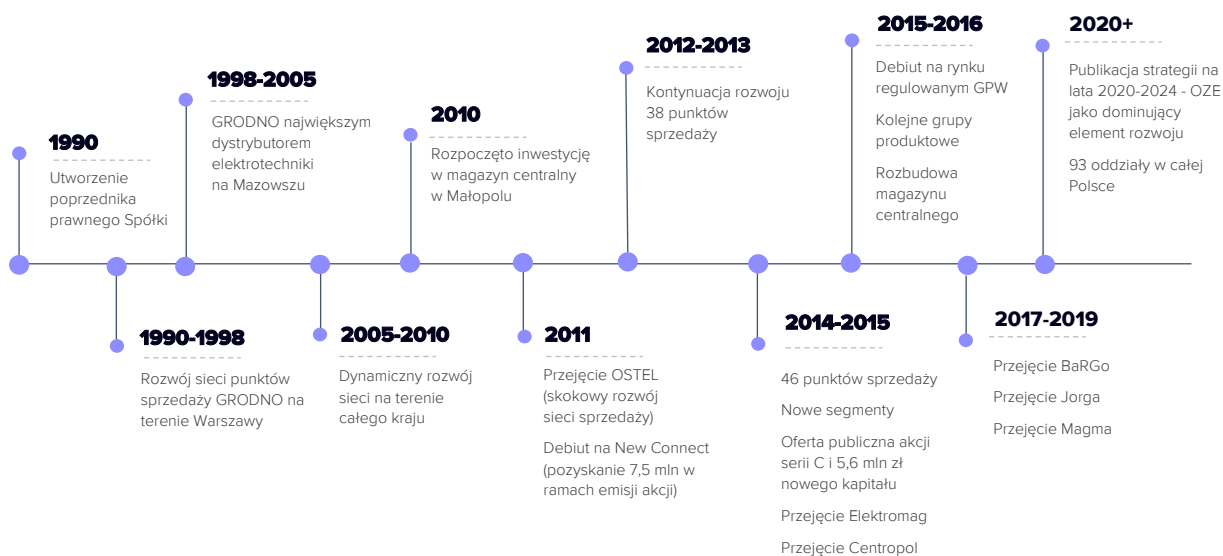 1990
Utworzenie
poprzednika
prawnego Spółki
1990-1998
Rozwój sieci punktów
sprzedaży GRODNO na
terenie Warszawy
1998-2005
GRODNO największym
dystrybutorem
elektrotechniki
na Mazowszu
2005-2010
Dynamiczny rozwój
sieci na terenie
całego kraju
2010
Rozpoczęto inwestycję
w magazyn centralny
w Małopolu
2011
Przejęcie OSTEL
(skokowy rozwój
sieci sprzedaży)
Debiut na New Connect
(pozyskanie 7,5 mln w
ramach emisji akcji)
2012-2013
Kontynuacja rozwoju
38 punktów
sprzedaży
2014-2015
46 punktów sprzedaży
Nowe segmenty
Oferta publiczna akcji
serii C i 5,6 mln zł
nowego kapitału
Przejęcie Elektromag
Przejęcie Centropol
2015-2016
Debiut na rynku
regulowanym GPW
Kolejne grupy
produktowe
Rozbudowa
magazynu
centralnego
2017-2019
Przejęcie BaRGo
Przejęcie Jorga
Przejęcie Magma
2020+
Publikacja strategii na
lata 2020-2024 - OZE
jako dominujący
element rozwoju
93 oddziały w całej
Polsce